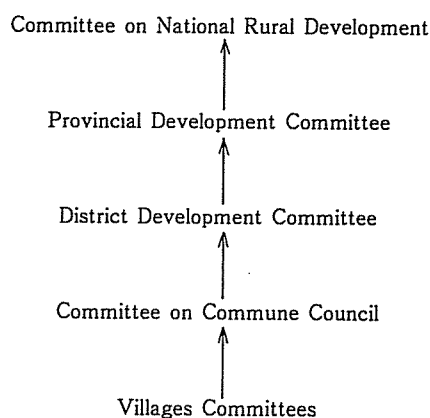 Committee on National Rural Development
Provincial Development Committee
District Development Committee
Committee on Commune Council
Villages Committees